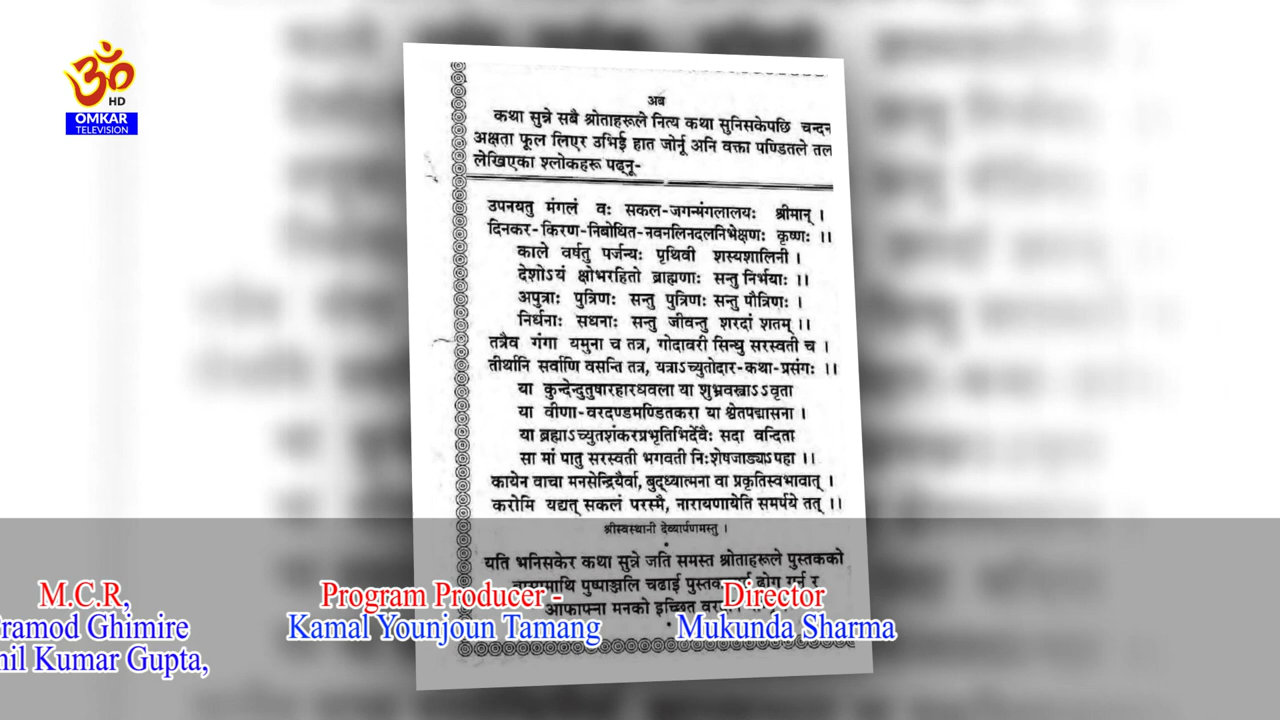 ॐ
HD
OMKAR
TELEVISION
अब
कथा सुन्ने सबै श्रोताहरूले नित्य कथा सुनिसकेपछि चन्दन
अक्षता फूल लिएर उभिई हात जोर्नू अनि वक्ता पण्डितले तल
लेखिएका श्लोकहरू पढ्नू-
उपनयतु मंगलं वः सकल-जगन्मंगलालयः श्रीमान् ।
दिनकर-किरण-निबोधित-नवनलिनदलनिभेक्षणः कृष्णः ।।
काले वर्षतु पर्जन्यः पृथिवी शस्यशालिनी ।
देशोऽयं क्षोभरहितो ब्राह्मणाः सन्तु निर्भयाः ।।
अपुत्राः पुत्रिणः सन्तु पुत्रिणः सन्तु पौत्रिणः ।
निर्धनाः सधनाः सन्तु जीवन्तु शरदां शतम् ।।
तत्रैव गंगा यमुना च तत्र, गोदावरी सिन्धु सरस्वती च ।
तीर्थानि सर्वाणि वसन्ति तत्र, यत्राऽच्युतोदार-कथा-प्रसंगः ।।
या कुन्देन्दुतुषारहारधवला या शुभ्रवस्त्राऽऽवृता
या वीणा-वरदण्डमण्डितकरा या श्वेतपद्मासना ।
या ब्रह्माऽच्युतशंकरप्रभृतिभिर्देवैः सदा वन्दिता
सा मां पातु सरस्वती भगवती निःशेषजाड्याऽपहा ।।
कायेन वाचा मनसेन्द्रियैर्वा, बुद्ध्यात्मना वा प्रकृतिस्वभावात् ।
करोमि यद्यत् सकलं परस्मै, नारायणायेति समर्पये तत् ।।
श्रीस्वस्थानी देव्यार्पणमस्तु ।
यति भनिसकेर कथा सुन्ने जति समस्त श्रोताहरूले पुस्तकको
पुष्पाञ्जलि चढाई
आफाफ्ना मनको इच्छित
M.C.R,
ramod Ghimire
il Kumar Gupta,
Program Producer -
Kamal Younjoun Tamang
Director
Mukunda Sharma